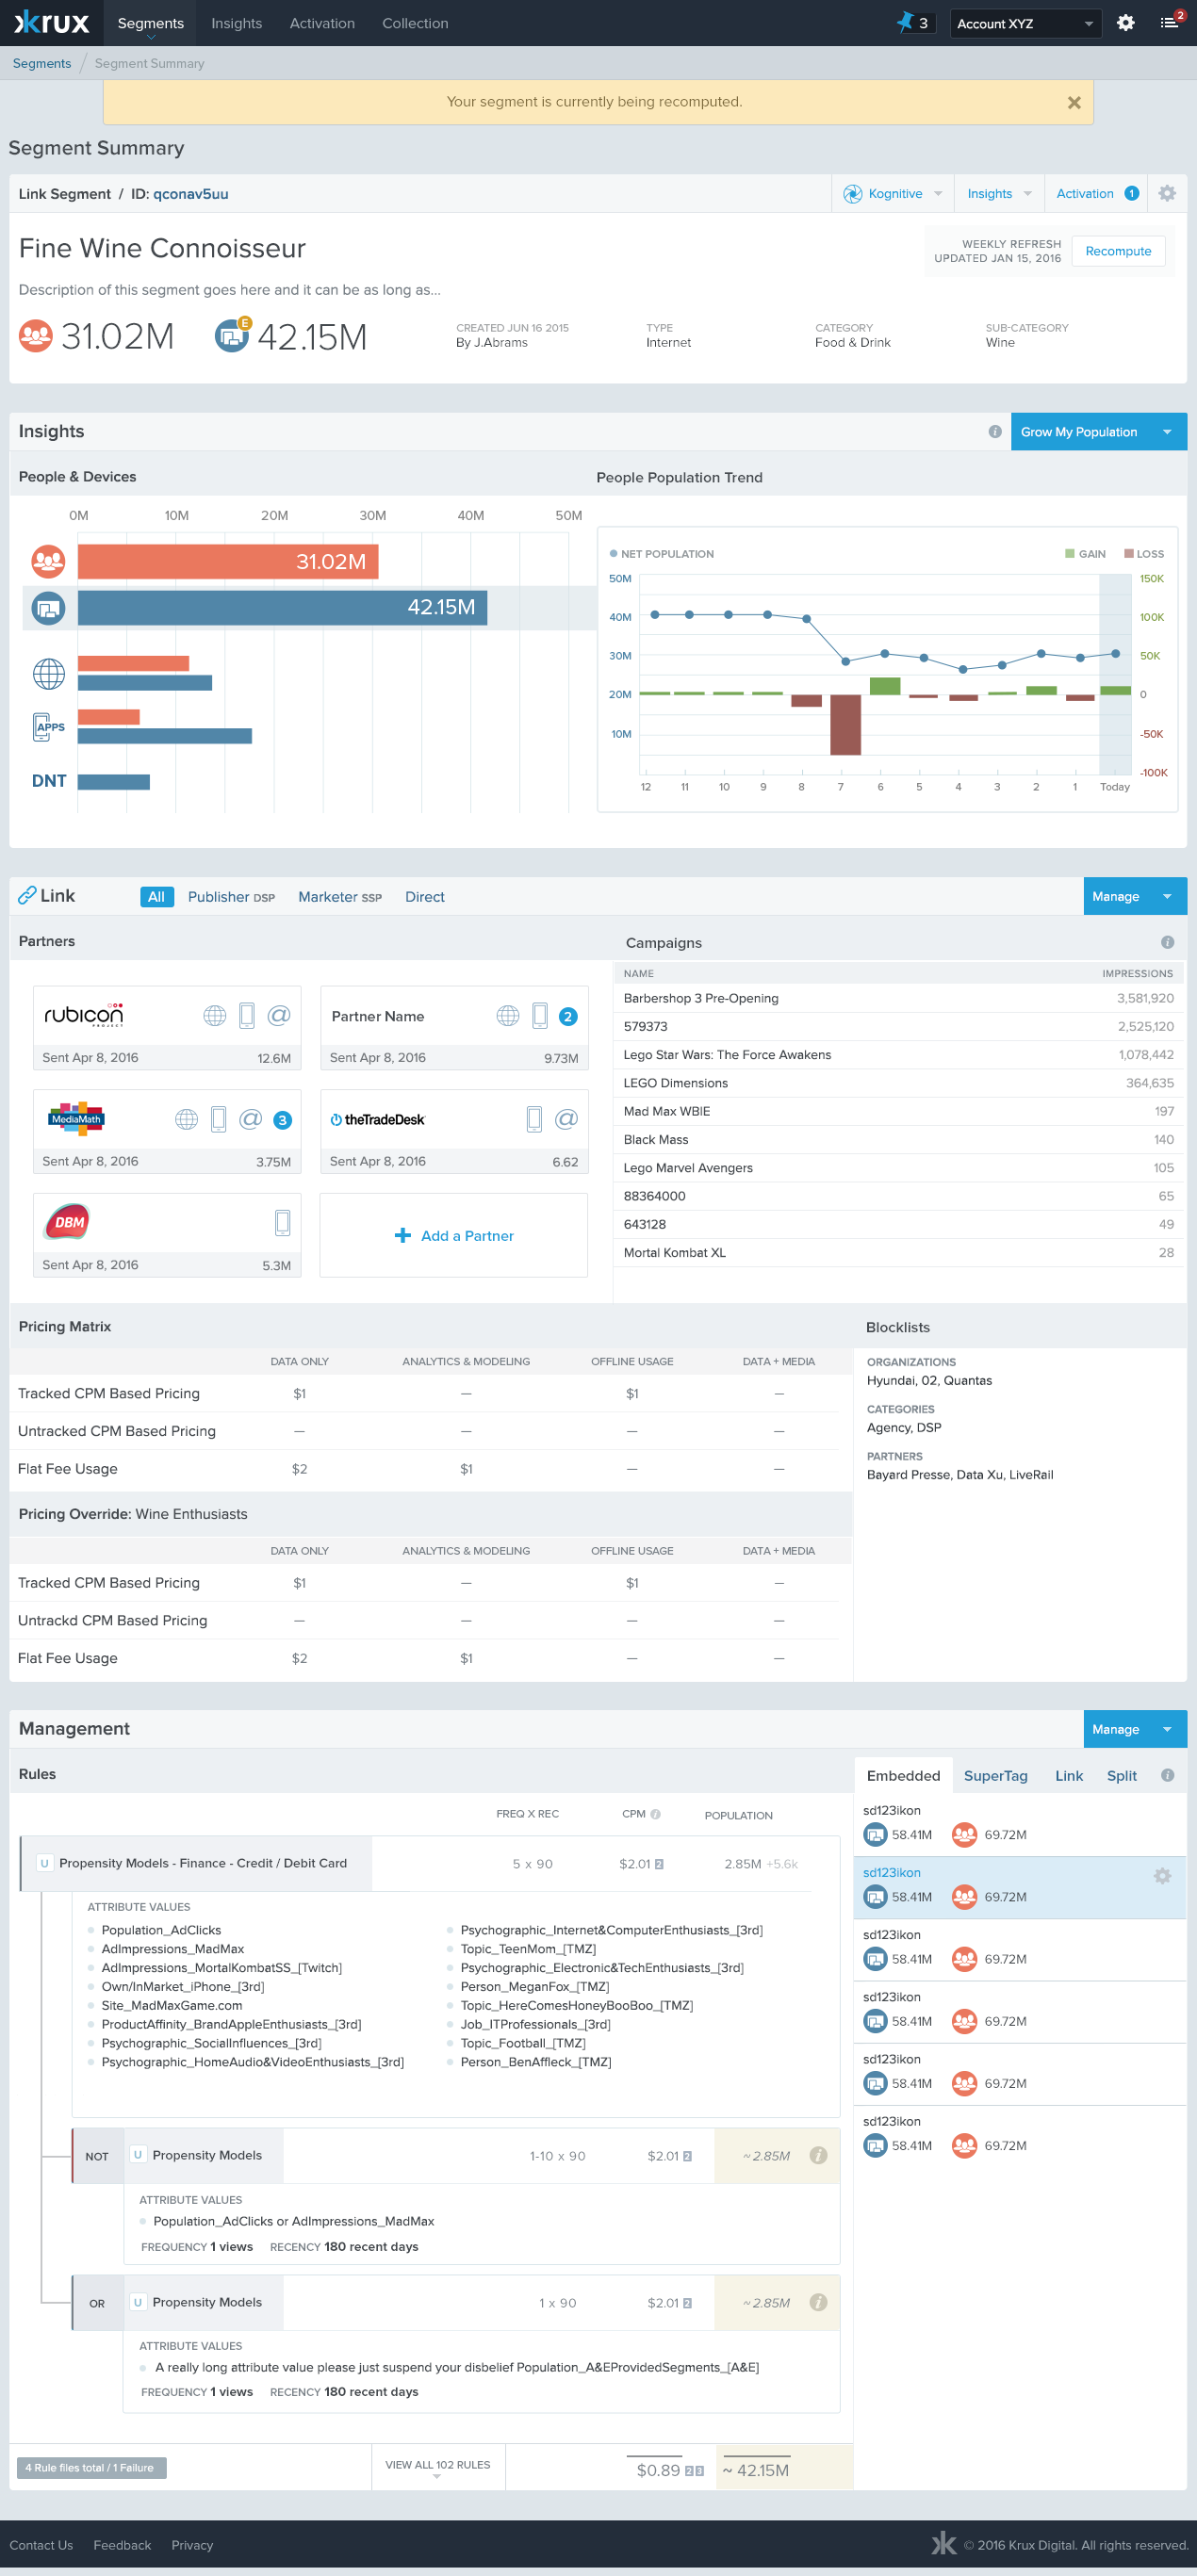 krux Segments Insights Activation Collection 3 Account XYZ 2
Segments / Segment Summary
Your segment is currently being recomputed.
Segment Summary
Link Segment / ID: qconav5uu Kognitive Insights Activation 1
Fine Wine Connoisseur
WEEKLY REFRESH
UPDATED JAN 15, 2016
Recompute
Description of this segment goes here and it can be as long as...
31.02M E 42.15M
CREATED JUN 16 2015 TYPE CATEGORY SUB-CATEGORY
By J.Abrams Internet Food & Drink Wine
Insights i Grow My Population
People & Devices
0M 10M 20M 30M 40M 50M
31.02M
42.15M
APPS
DNT
People Population Trend
NET POPULATION GAIN LOSS
50M 150K
40M 100K
30M 50K
20M 0
10M -50K
-100K
12 11 10 9 8 7 6 5 4 3 2 1 Today
Link All Publisher DSP Marketer SSP Direct Manage
Partners
rubicon PROJECT @
Sent Apr 8, 2016 12.6M
Partner Name 2
Sent Apr 8, 2016 9.73M
MediaMath @ 3
Sent Apr 8, 2016 3.75M
theTradeDesk @
Sent Apr 8, 2016 6.62
DBM
Sent Apr 8, 2016 5.3M
+ Add a Partner
Campaigns i
NAME IMPRESSIONS
Barbershop 3 Pre-Opening 3,581,920
579373 2,525,120
Lego Star Wars: The Force Awakens 1,078,442
LEGO Dimensions 364,635
Mad Max WBIE 197
Black Mass 140
Lego Marvel Avengers 105
88364000 65
643128 49
Mortal Kombat XL 28
Pricing Matrix
DATA ONLY ANALYTICS & MODELING OFFLINE USAGE DATA + MEDIA
Tracked CPM Based Pricing $1 — $1 —
Untracked CPM Based Pricing — — — —
Flat Fee Usage $2 $1 — —
Pricing Override: Wine Enthusiasts
DATA ONLY ANALYTICS & MODELING OFFLINE USAGE DATA + MEDIA
Tracked CPM Based Pricing $1 — $1 —
Untrackd CPM Based Pricing — — — —
Flat Fee Usage $2 $1 — —
Blocklists
ORGANIZATIONS
Hyundai, 02, Quantas
CATEGORIES
Agency, DSP
PARTNERS
Bayard Presse, Data Xu, LiveRail
Management Manage
Rules
FREQ X REC CPM i POPULATION
U Propensity Models - Finance - Credit / Debit Card 5 x 90 $2.01 2 2.85M +5.6k
ATTRIBUTE VALUES
Population_AdClicks
AdImpressions_MadMax
AdImpressions_MortalKombatSS_[Twitch]
Own/InMarket_iPhone_[3rd]
Site_MadMaxGame.com
ProductAffinity_BrandAppleEnthusiasts_[3rd]
Psychographic_SocialInfluences_[3rd]
Psychographic_HomeAudio&VideoEnthusiasts_[3rd]
Psychographic_Internet&ComputerEnthusiasts_[3rd]
Topic_TeenMom_[TMZ]
Psychographic_Electronic&TechEnthusiasts_[3rd]
Person_MeganFox_[TMZ]
Topic_HereComesHoneyBooBoo_[TMZ]
Job_ITProfessionals_[3rd]
Topic_Football_[TMZ]
Person_BenAffleck_[TMZ]
NOT U Propensity Models 1-10 x 90 $2.01 2 ~ 2.85M i
ATTRIBUTE VALUES
Population_AdClicks or AdImpressions_MadMax
FREQUENCY 1 views RECENCY 180 recent days
OR U Propensity Models 1 x 90 $2.01 2 ~ 2.85M i
ATTRIBUTE VALUES
A really long attribute value please just suspend your disbelief Population_A&EProvidedSegments_[A&E]
FREQUENCY 1 views RECENCY 180 recent days
4 Rule files total / 1 Failure VIEW ALL 102 RULES $0.89 2 3 ~ 42.15M
Embedded SuperTag Link Split i
sd123ikon
58.41M 69.72M
sd123ikon
58.41M 69.72M
sd123ikon
58.41M 69.72M
sd123ikon
58.41M 69.72M
sd123ikon
58.41M 69.72M
sd123ikon
58.41M 69.72M
Contact Us Feedback Privacy © 2016 Krux Digital. All rights reserved.